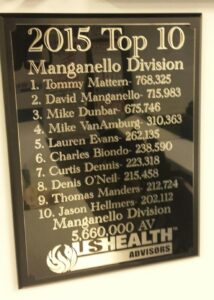 2015 Top 10
Manganello Division
1. Tommy Mattern- 768,325
2. David Manganello- 715,983
3. Mike Dunbar- 675,746
4. Mike VanAmburg- 310,363
5. Lauren Evans- 262,135
6. Charles Biondo- 238,590
7. Curtis Dennis- 223,318
8. Denis O'Neil- 215,458
9. Thomas Manders- 212,724
10. Jason Hellmers- 202,112
Manganello Division
5,660,000 AV
USHEALTH
ADVISORS